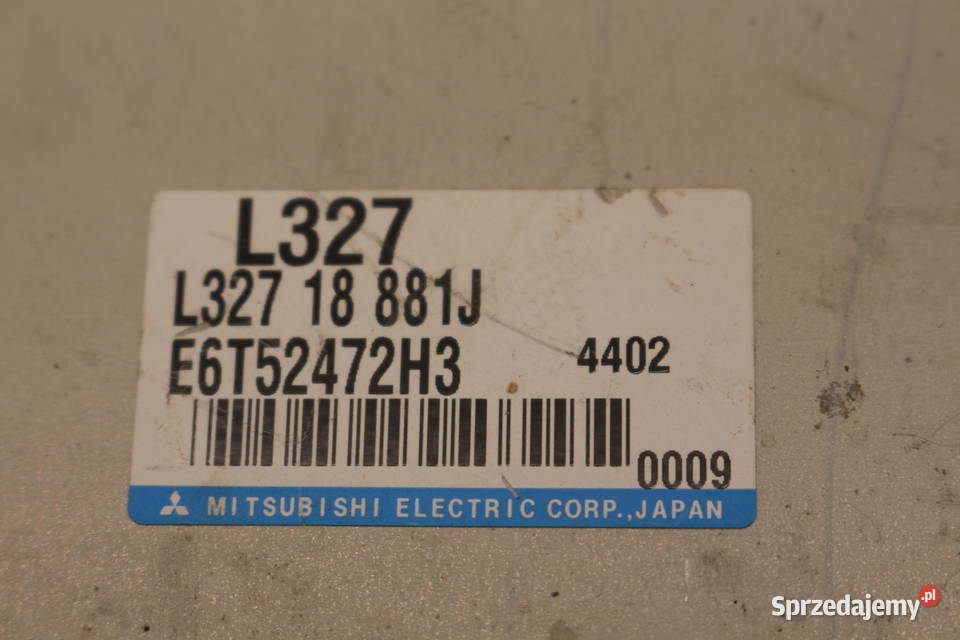 L327
L327 18 881J
E6T52472H3 4402
0009
MITSUBISHI ELECTRIC CORP.,JAPAN
Sprzedajemy.pl